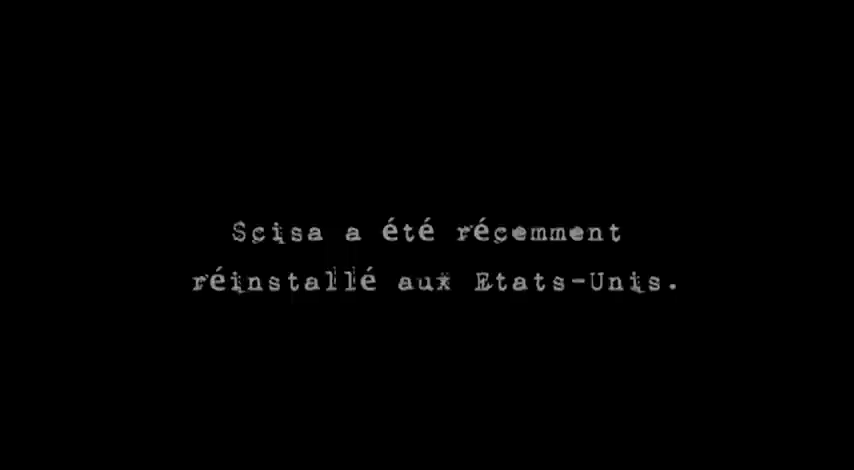 Scisa a été récemment
réinstallé aux Etats-Unis.